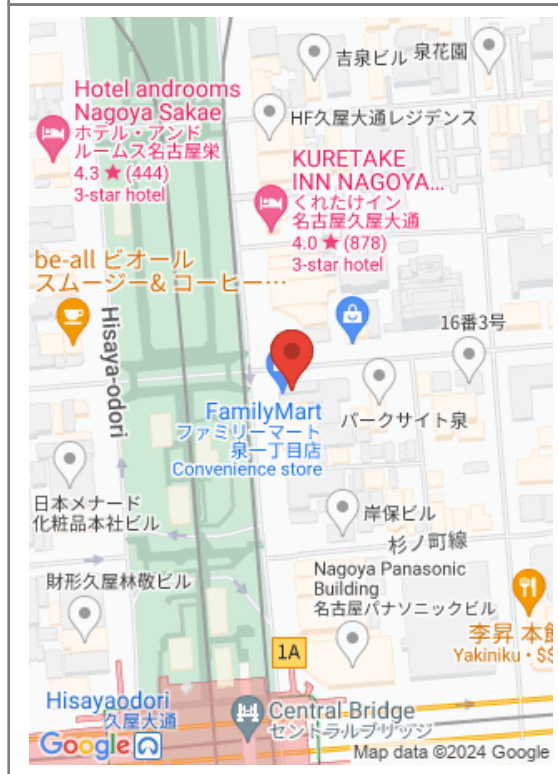 吉泉ビル
泉花園
Hotel androoms
Nagoya Sakae
ホテル・アンド
ルームス名古屋栄
4.3 ★ (444)
3-star hotel
HF久屋大通レジデンス
KURETAKE
INN NAGOYA...
くれたけイン
名古屋久屋大通
4.0 ★ (878)
3-star hotel
be-all ビオール
スムージー& コーヒー…
Hisaya-odori
16番3号
FamilyMart
ファミリーマート
泉一丁目店
Convenience store
パークサイト泉
日本メナード
化粧品本社ビル
岸保ビル
杉ノ町線
財形久屋林敬ビル
Nagoya Panasonic
Building
名古屋パナソニックビル
李昇 本館
Yakiniku · $$
1A
Hisayaodori
久屋大通
Central Bridge
セントラルブリッジ
Google
Map data ©2024 Google